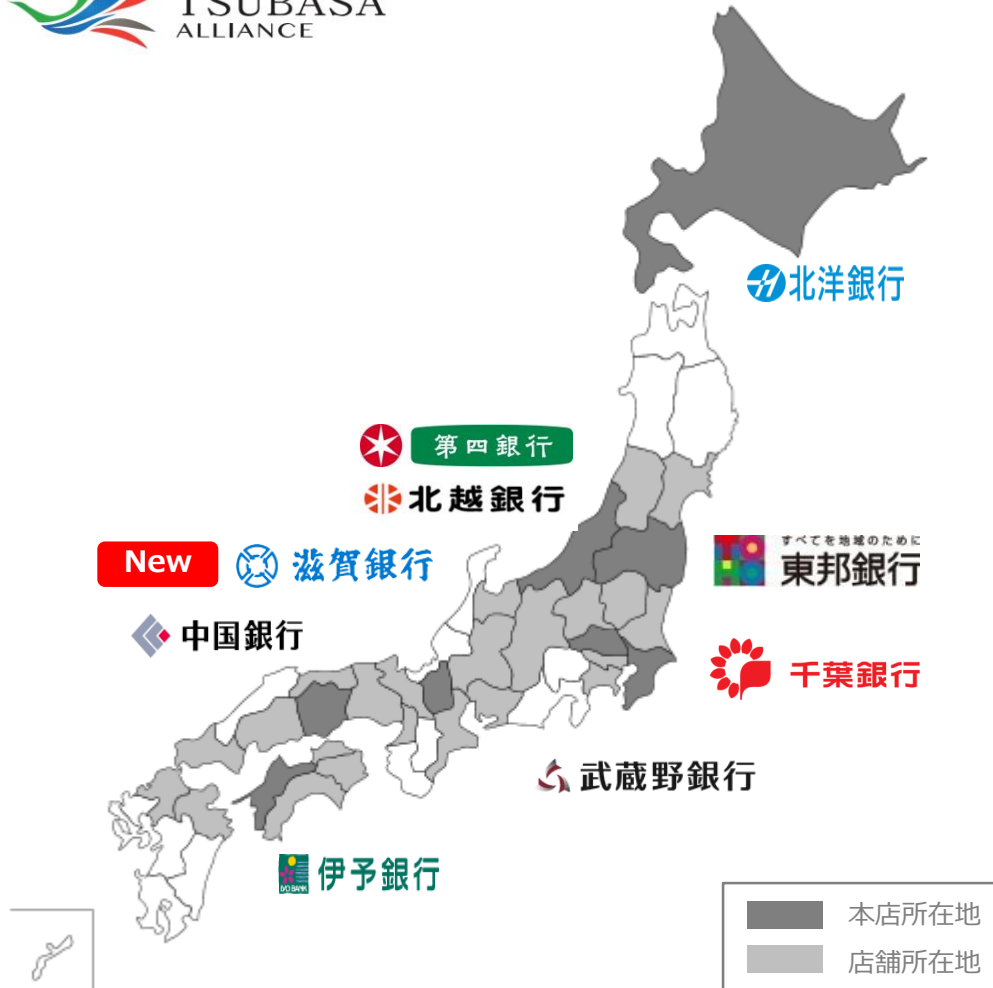 TSUBASA
ALLIANCE
北洋銀行
第四銀行
北越銀行
New
滋賀銀行
すべてを地域のために
TOHO
東邦銀行
中国銀行
千葉銀行
武蔵野銀行
IYO BANK
伊予銀行
本店所在地
店舗所在地